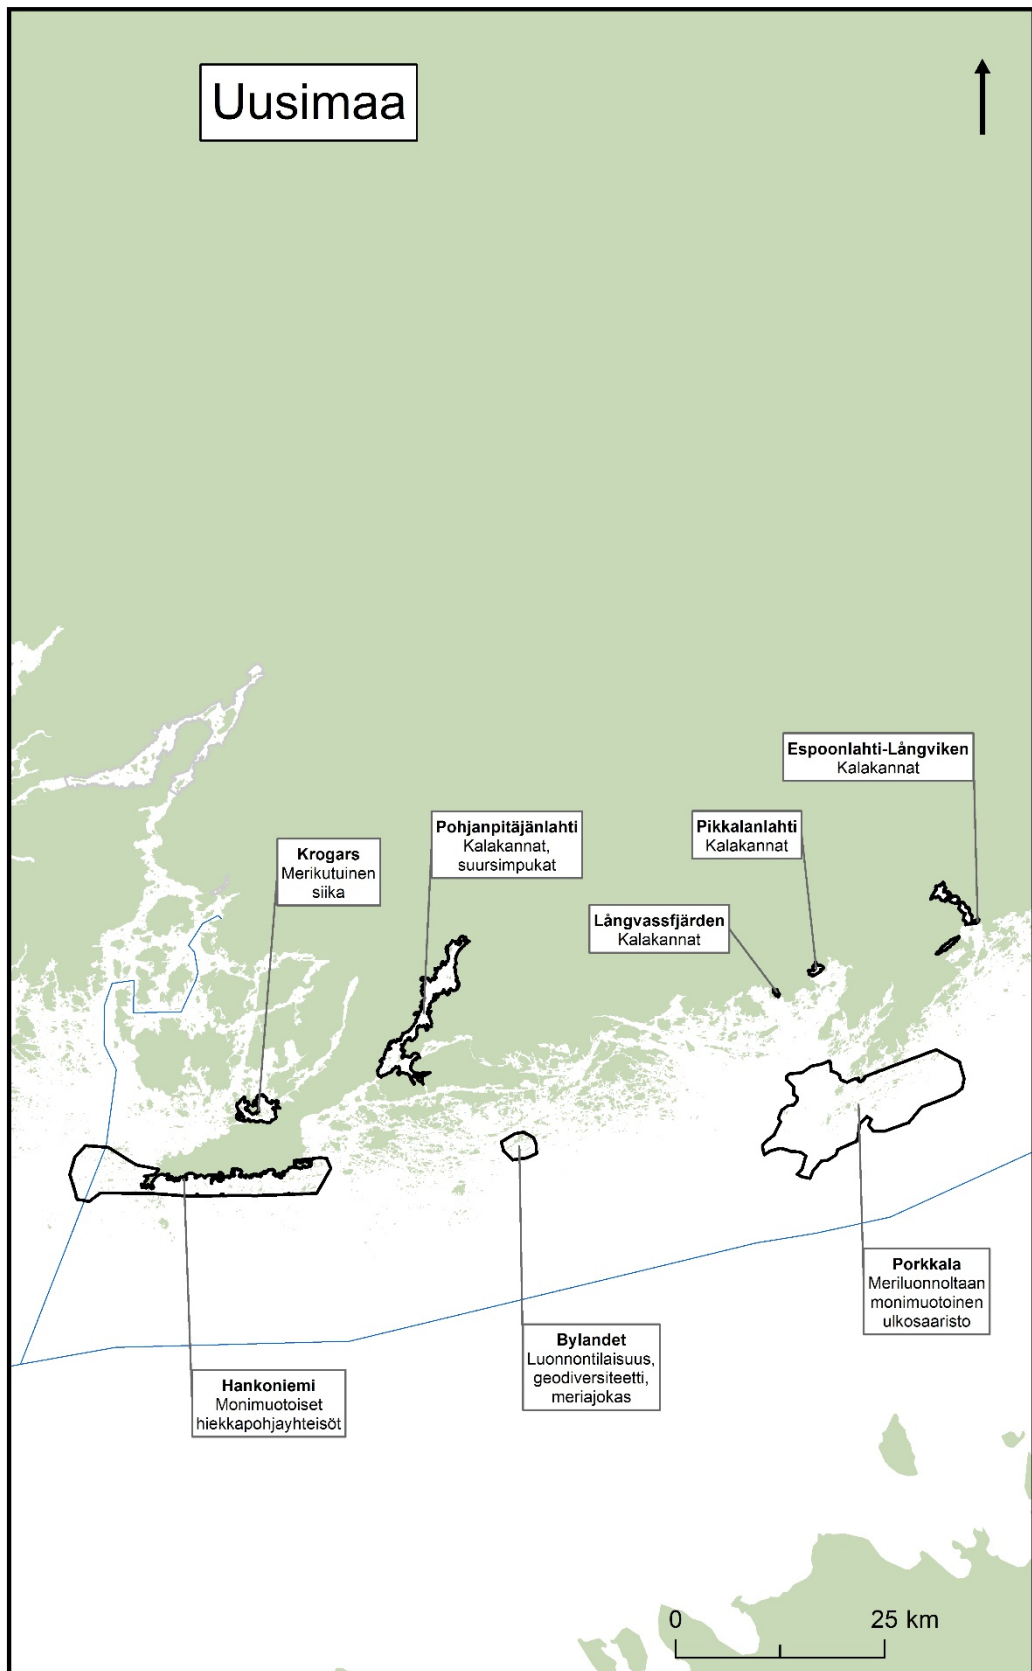 Uusimaa
Espoonlahti-Långviken
Kalakannat
Pohjanpitäjänlahti
Kalakannat,
suursimpukat
Pikkalanlahti
Kalakannat
Krogars
Merikutuinen
siika
Långvassfjärden
Kalakannat
Porkkala
Meriluonnoltaan
monimuotoinen
ulkosaaristo
Bylandet
Luonnontilaisuus,
geodiversiteetti,
meriajokas
Hankoniemi
Monimuotoiset
hiekkapohjayhteisöt
0 25 km